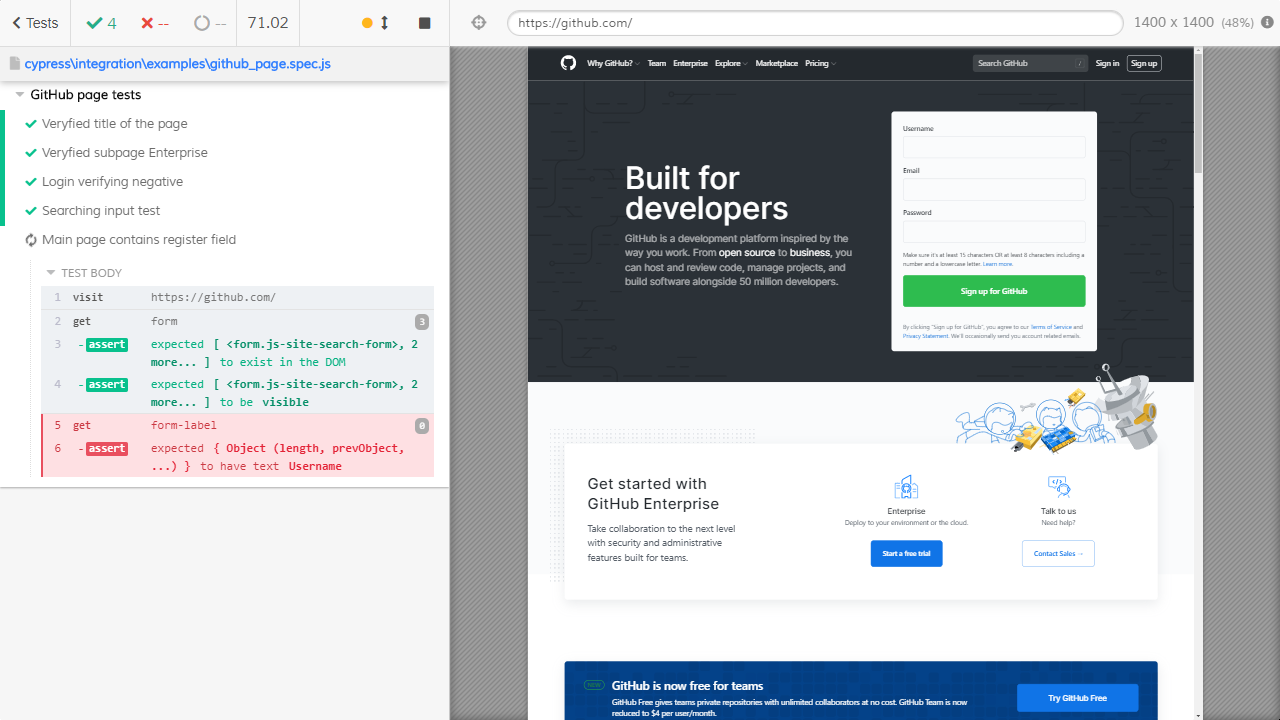 Tests
4
--
--
71.02
https://github.com/
1400 x 1400 (48%)
cypress\integration\examples\github_page.spec.js
GitHub page tests
Veryfied title of the page
Veryfied subpage Enterprise
Login verifying negative
Searching input test
Main page contains register field
TEST BODY
1 visit https://github.com/
2 get form 3
3 -assert expected [ <form.js-site-search-form>, 2
more... ] to exist in the DOM
4 -assert expected [ <form.js-site-search-form>, 2
more... ] to be visible
5 get form-label 0
6 -assert expected { Object (length, prevObject,
...) } to have text Username
Why GitHub? Team Enterprise Explore Marketplace Pricing
Search GitHub /
Sign in Sign up
Built for
developers
GitHub is a development platform inspired by the
way you work. From open source to business, you
can host and review code, manage projects, and
build software alongside 50 million developers.
Username
Email
Password
Make sure it's at least 15 characters OR at least 8 characters including a
number and a lowercase letter. Learn more.
Sign up for GitHub
By clicking "Sign up for GitHub", you agree to our Terms of Service and
Privacy Statement. We'll occasionally send you account related emails.
Get started with
GitHub Enterprise
Take collaboration to the next level
with security and administrative
features built for teams.
Enterprise
Deploy to your environment or the cloud.
Start a free trial
Talk to us
Need help?
Contact Sales →
NEW
GitHub is now free for teams
GitHub Free gives teams private repositories with unlimited collaborators at no cost. GitHub Team is now
reduced to $4 per user/month.
Try GitHub Free